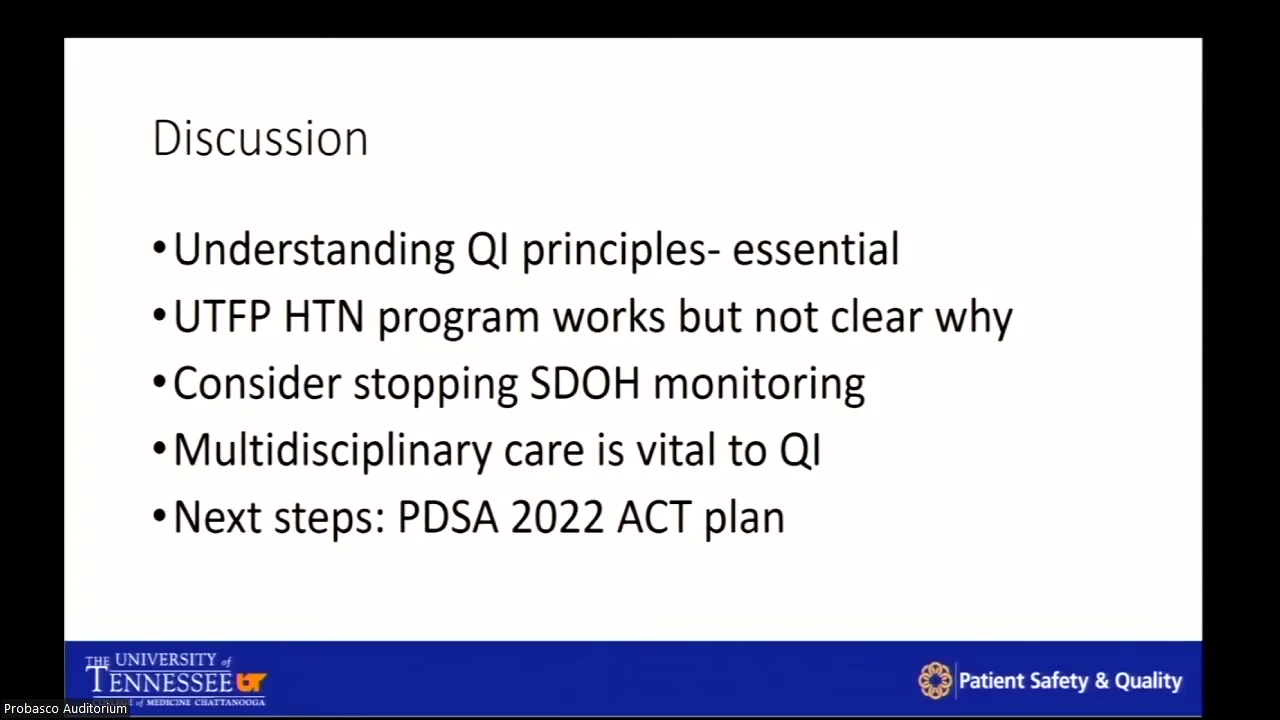 Discussion
•Understanding QI principles- essential
•UTFP HTN program works but not clear why
•Consider stopping SDOH monitoring
•Multidisciplinary care is vital to QI
•Next steps: PDSA 2022 ACT plan
THE UNIVERSITY of
TENNESSEE UT
of MEDICINE CHATTANOOGA
Patient Safety & Quality
Probasco Auditorium